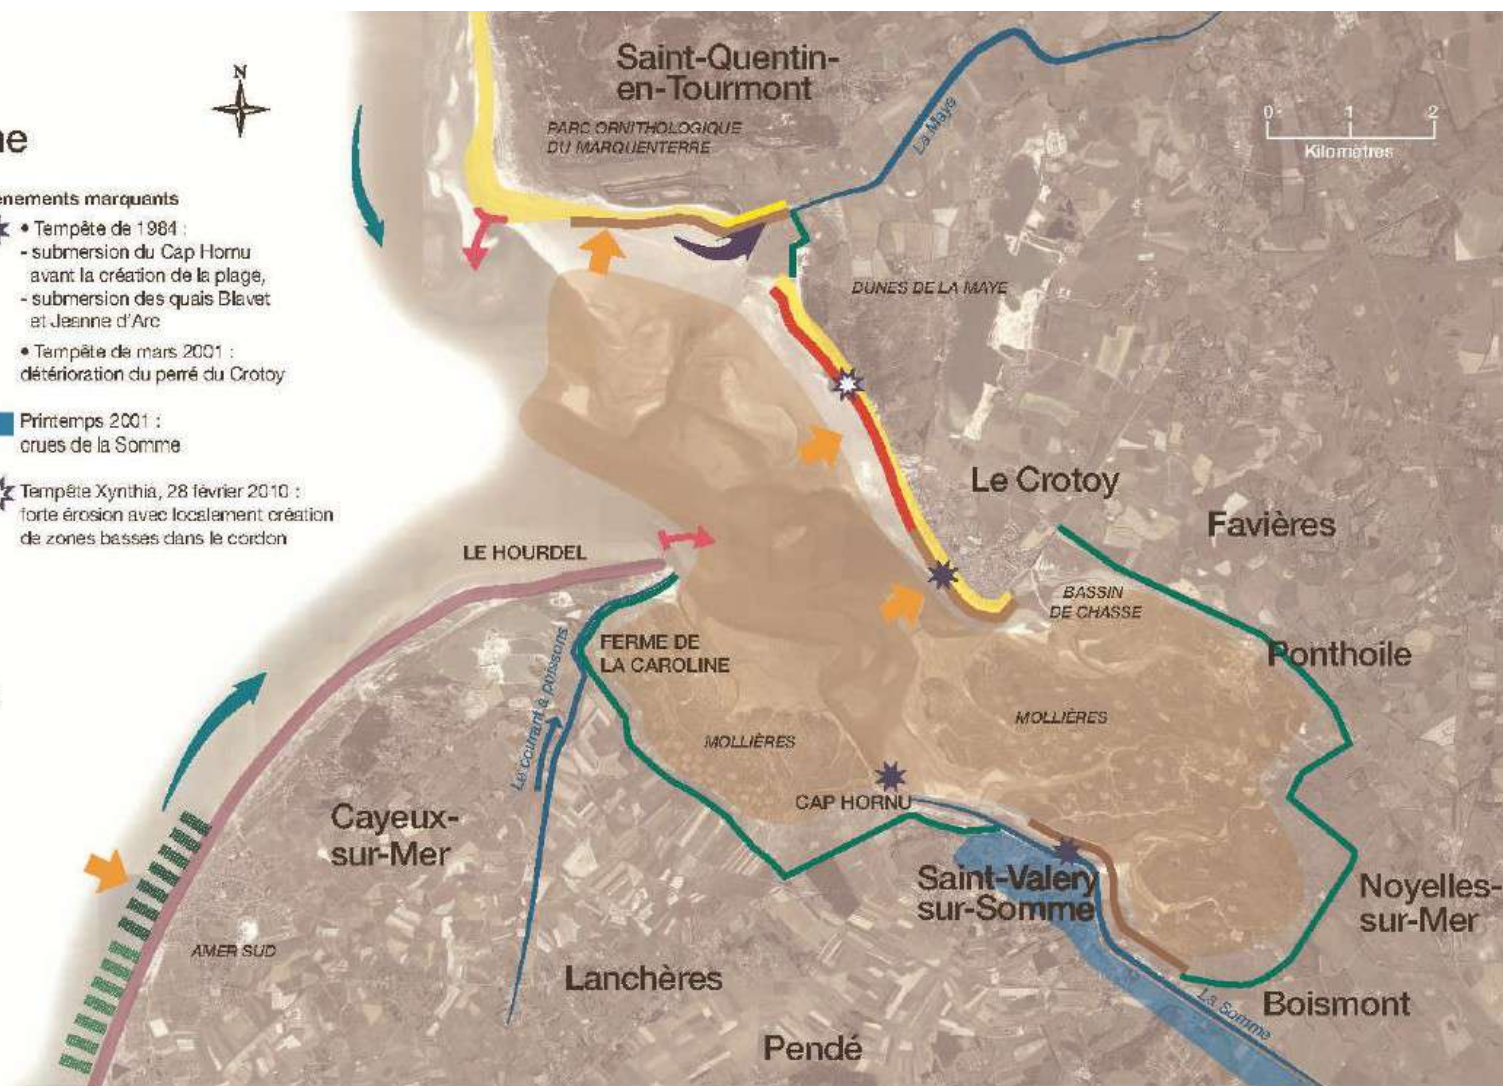 N
Saint-Quentin-
en-Tourmont
PARC ORNITHOLOGIQUE
DU MARQUENTERRE
La Maye
0 1 2
Kilomètres
nements marquants
• Tempête de 1984 :
- submersion du Cap Hornu
avant la création de la plage,
- submersion des quais Blavet
et Jeanne d'Arc
• Tempête de mars 2001 :
détérioration du perré du Crotoy
Printemps 2001 :
crues de la Somme
Tempête Xynthia, 28 février 2010 :
forte érosion avec localement création
de zones basses dans le cordon
DUNES DE LA MAYE
Le Crotoy
Favières
LE HOURDEL
BASSIN
DE CHASSE
FERME DE
LA CAROLINE
Ponthoile
Le courant à poissons
MOLLIÈRES
MOLLIÈRES
CAP HORNU
Cayeux-
sur-Mer
Saint-Valery
sur-Somme
Noyelles-
sur-Mer
AMER SUD
Lanchères
La Somme
Boismont
Pendé